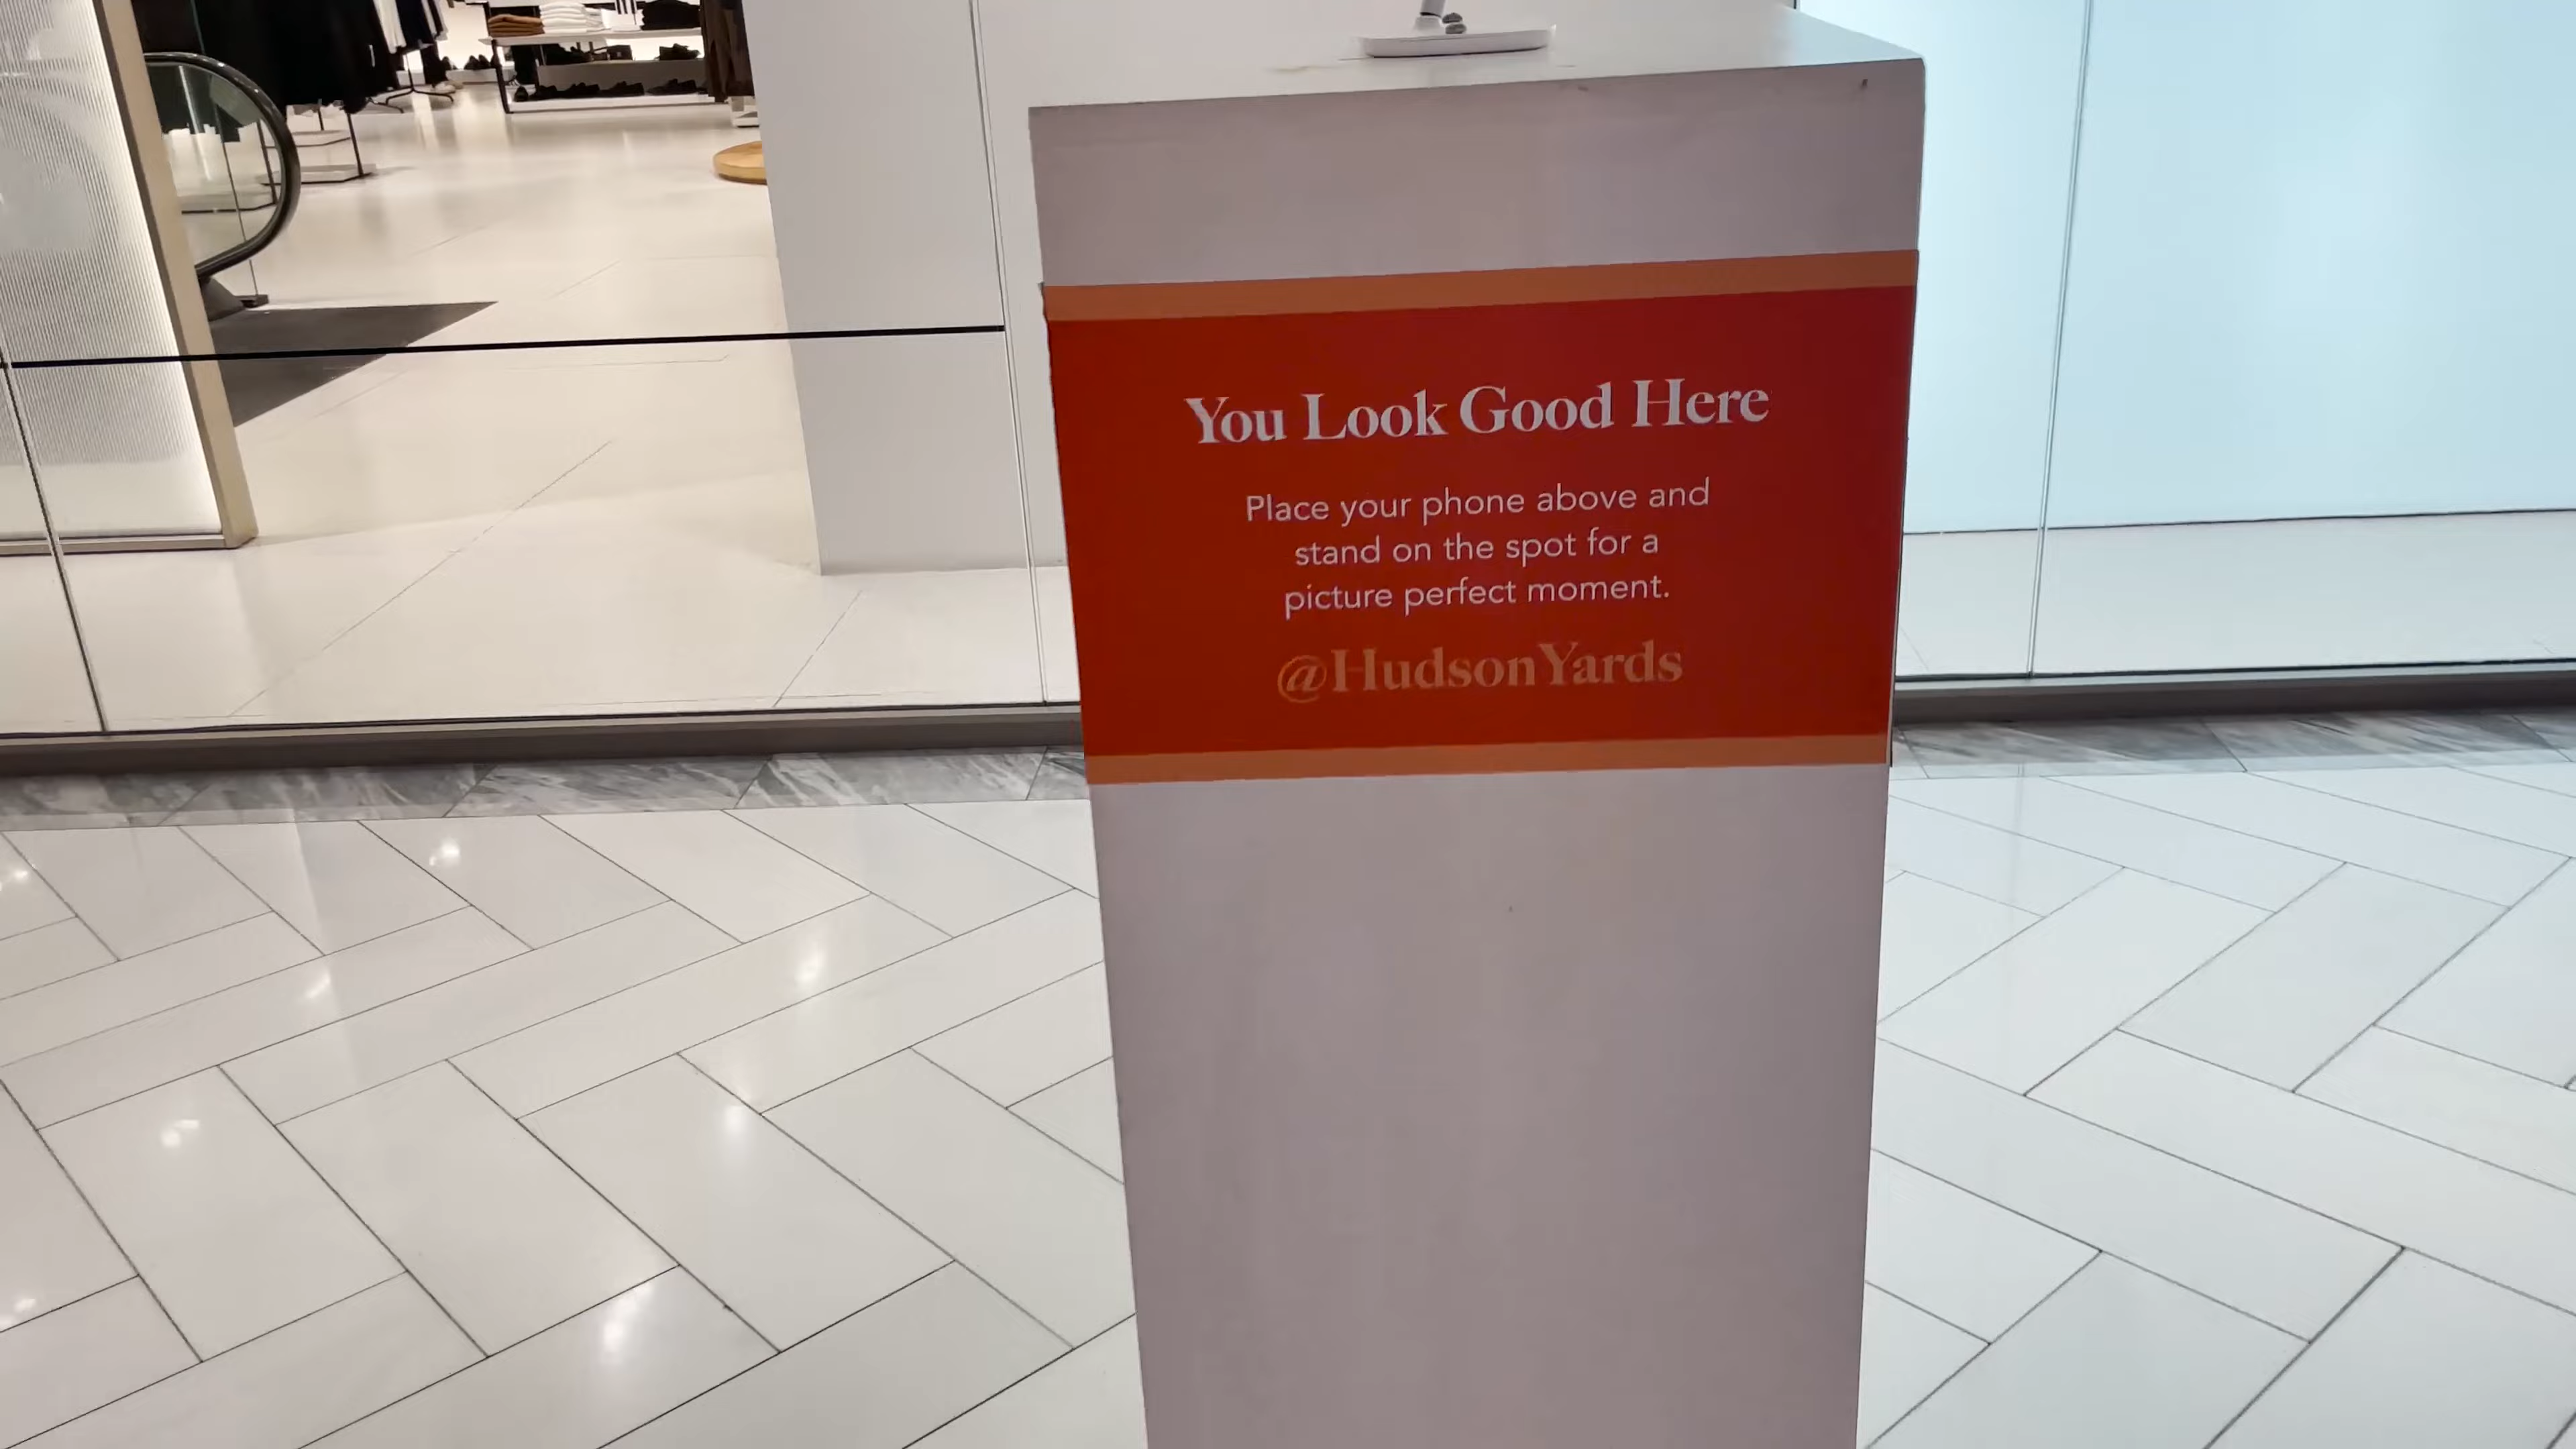 You Look Good Here
Place your phone above and
stand on the spot for a
picture perfect moment.
@HudsonYards